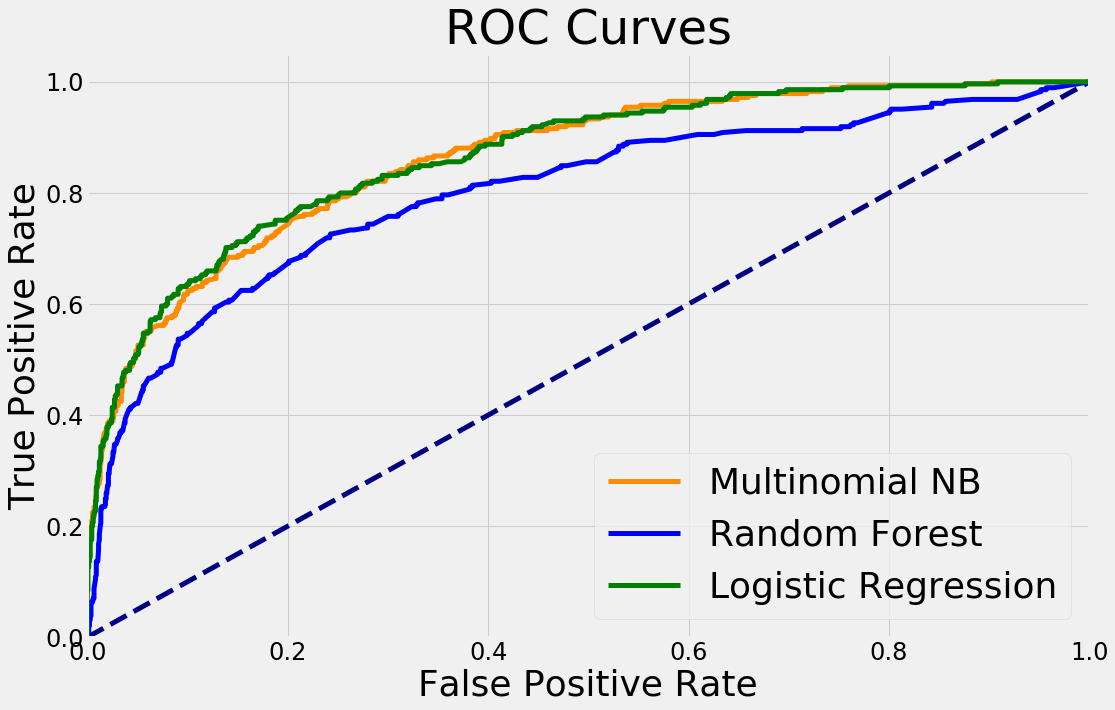 ROC Curves
True Positive Rate
1.0
0.8
0.6
0.4
0.2
0.0
Multinomial NB
Random Forest
Logistic Regression
0.0 0.2 0.4 0.6 0.8 1.0
False Positive Rate